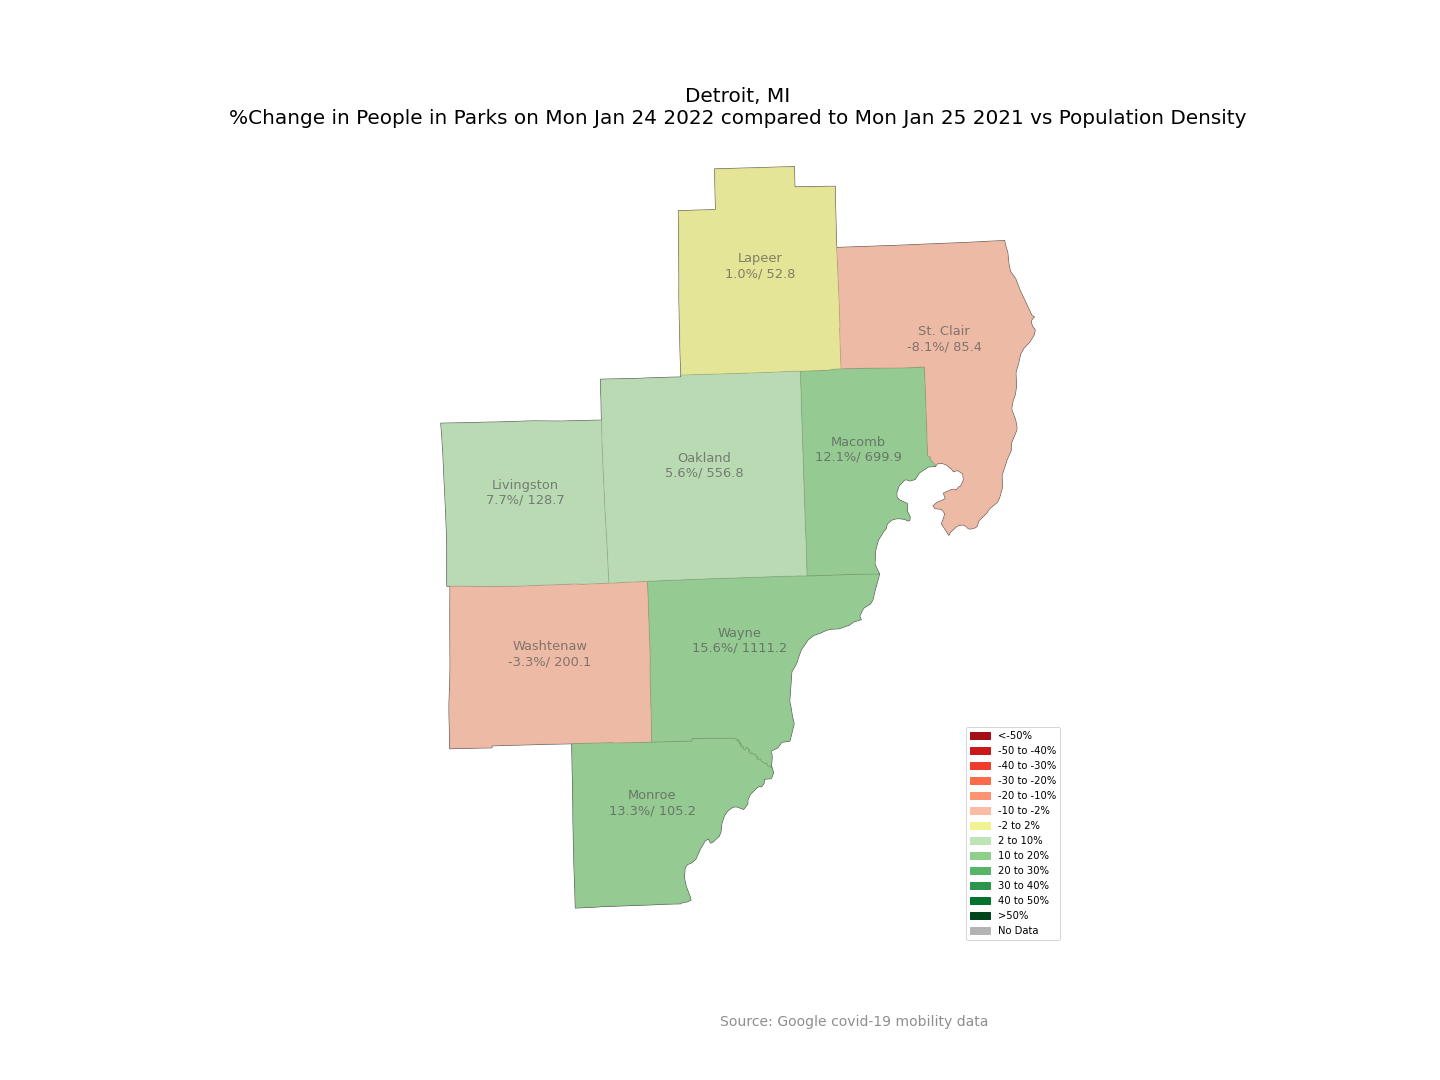 Detroit, MI
%Change in People in Parks on Mon Jan 24 2022 compared to Mon Jan 25 2021 vs Population Density
Lapeer
1.0%/ 52.8
St. Clair
-8.1%/ 85.4
Macomb
12.1%/ 699.9
Oakland
5.6%/ 556.8
Livingston
7.7%/ 128.7
Wayne
15.6%/ 1111.2
Washtenaw
-3.3%/ 200.1
Monroe
13.3%/ 105.2
<-50%
-50 to -40%
-40 to -30%
-30 to -20%
-20 to -10%
-10 to -2%
-2 to 2%
2 to 10%
10 to 20%
20 to 30%
30 to 40%
40 to 50%
>50%
No Data
Source: Google covid-19 mobility data